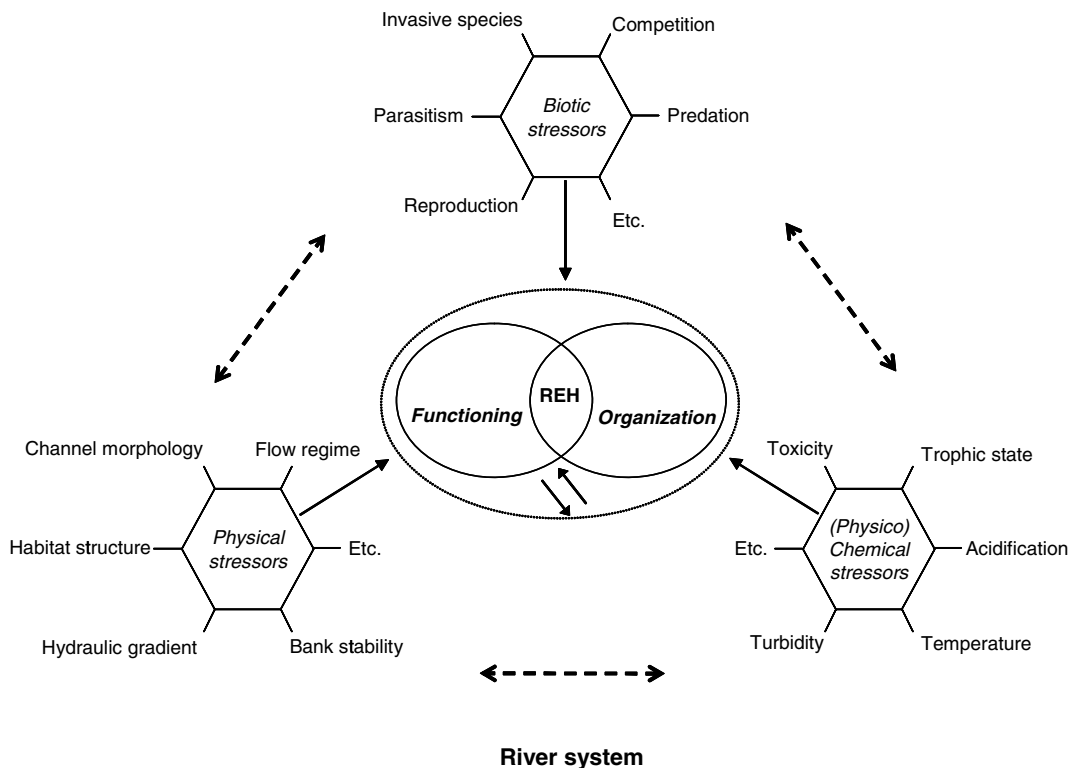 Invasive species
Competition
Parasitism
Biotic
stressors
Predation
Reproduction
Etc.
REH
Functioning
Organization
Channel morphology
Flow regime
Habitat structure
Physical
stressors
Etc.
Hydraulic gradient
Bank stability
Toxicity
Trophic state
Etc.
(Physico)
Chemical
stressors
Acidification
Turbidity
Temperature
River system